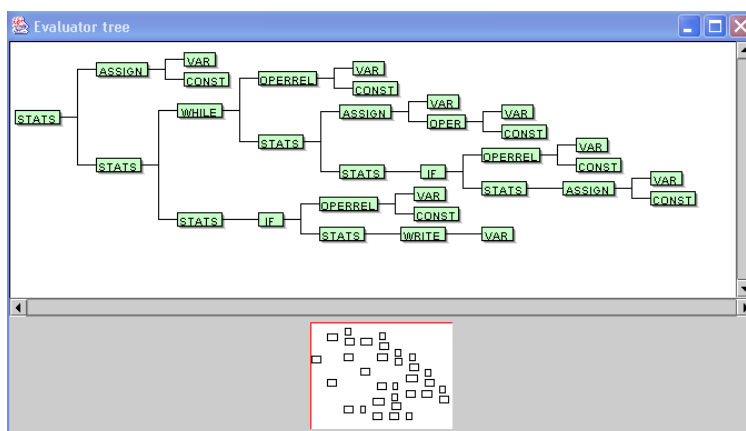 Evaluator tree
VAR
ASSIGN
VAR
CONST
OPERREL
CONST
VAR
WHILE
ASSIGN
VAR
STATS
OPER
CONST
STATS
VAR
OPERREL
CONST
STATS
STATS
IF
VAR
STATS
ASSIGN
VAR
CONST
OPERREL
STATS
IF
CONST
STATS
WRITE
VAR